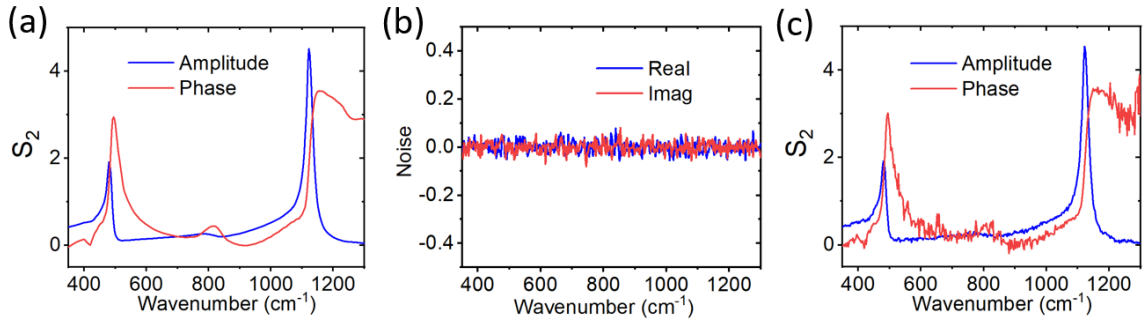 (a)
S₂
4
2
0
Amplitude
Phase
400 600 800 1000 1200
Wavenumber (cm⁻¹)
(b)
Noise
0.4
0.2
0.0
-0.2
-0.4
Real
Imag
400 600 800 1000 1200
Wavenumber (cm⁻¹)
(c)
S₂
4
2
0
Amplitude
Phase
400 600 800 1000 1200
Wavenumber (cm⁻¹)